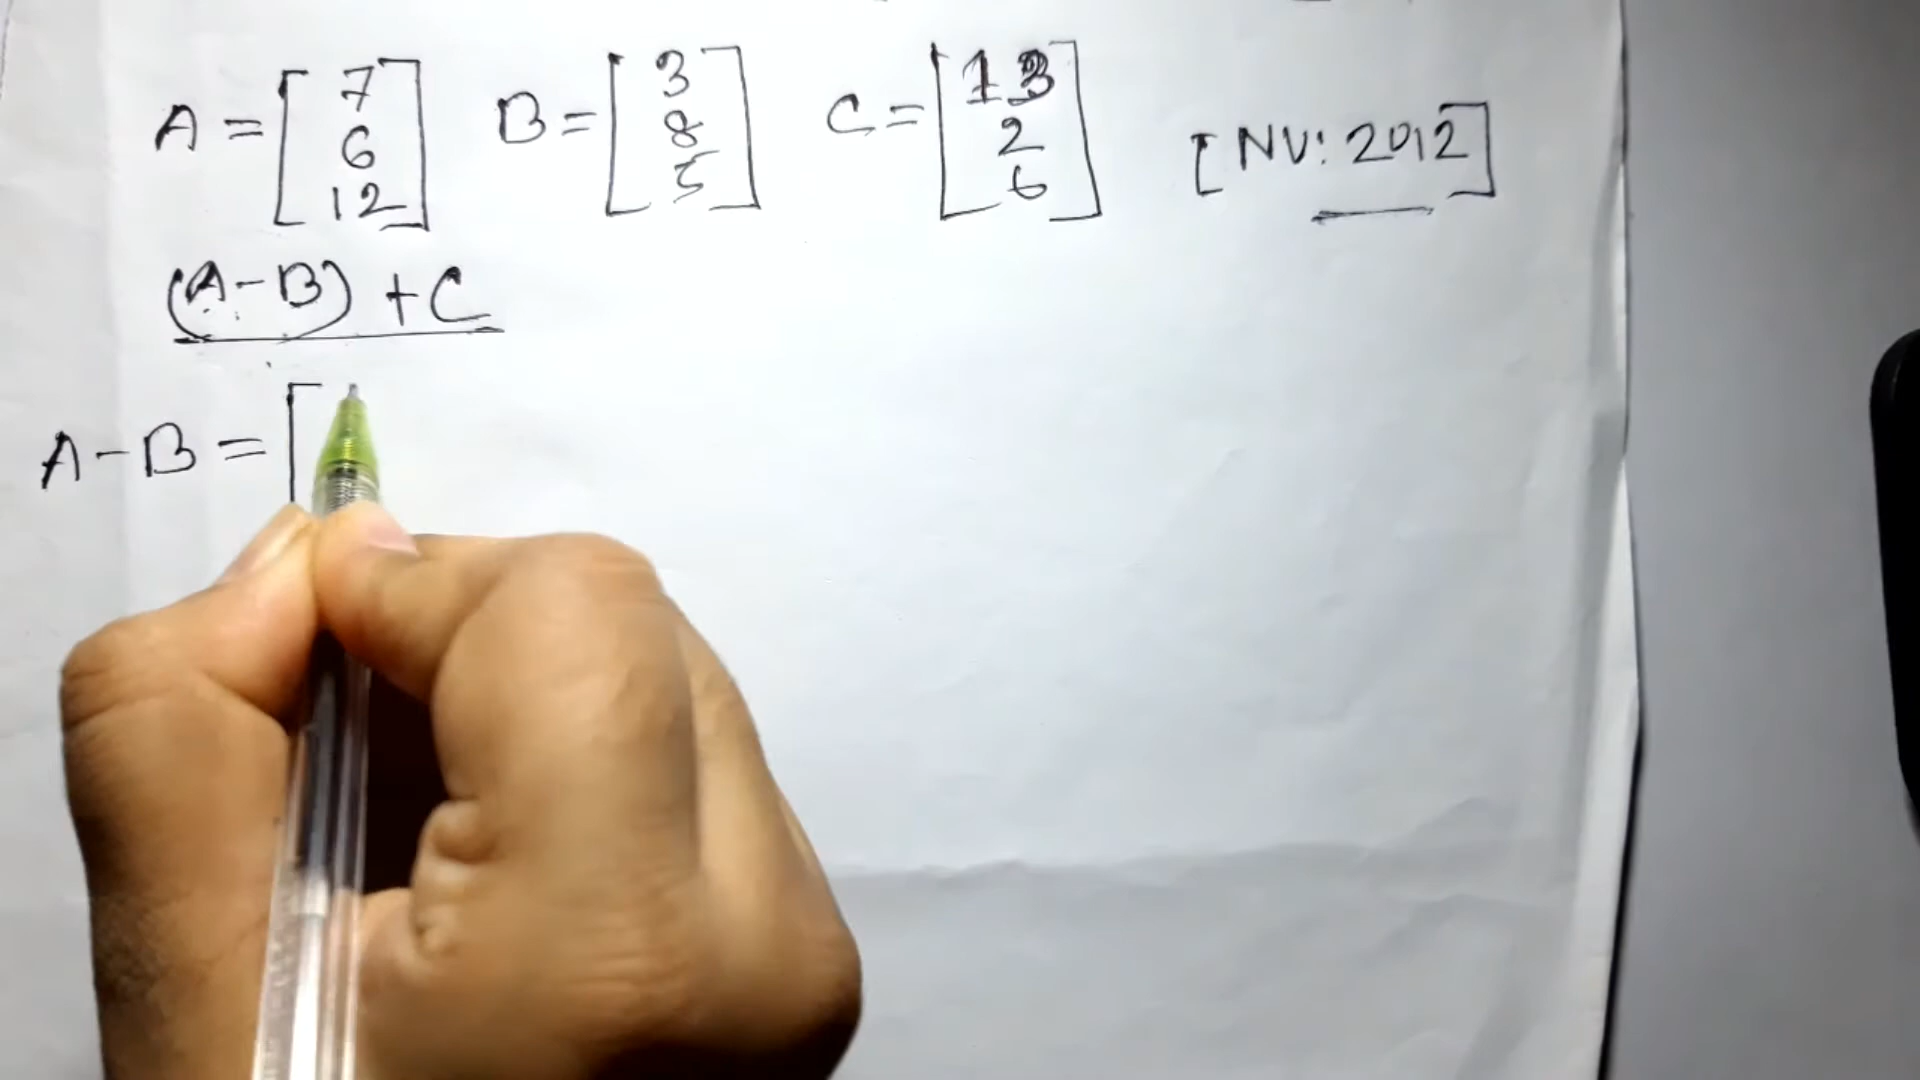 A = [7 6 12] B = [3 8 5] C = [13 2 6] [NU: 2012]
(A-B) + C
A-B = [